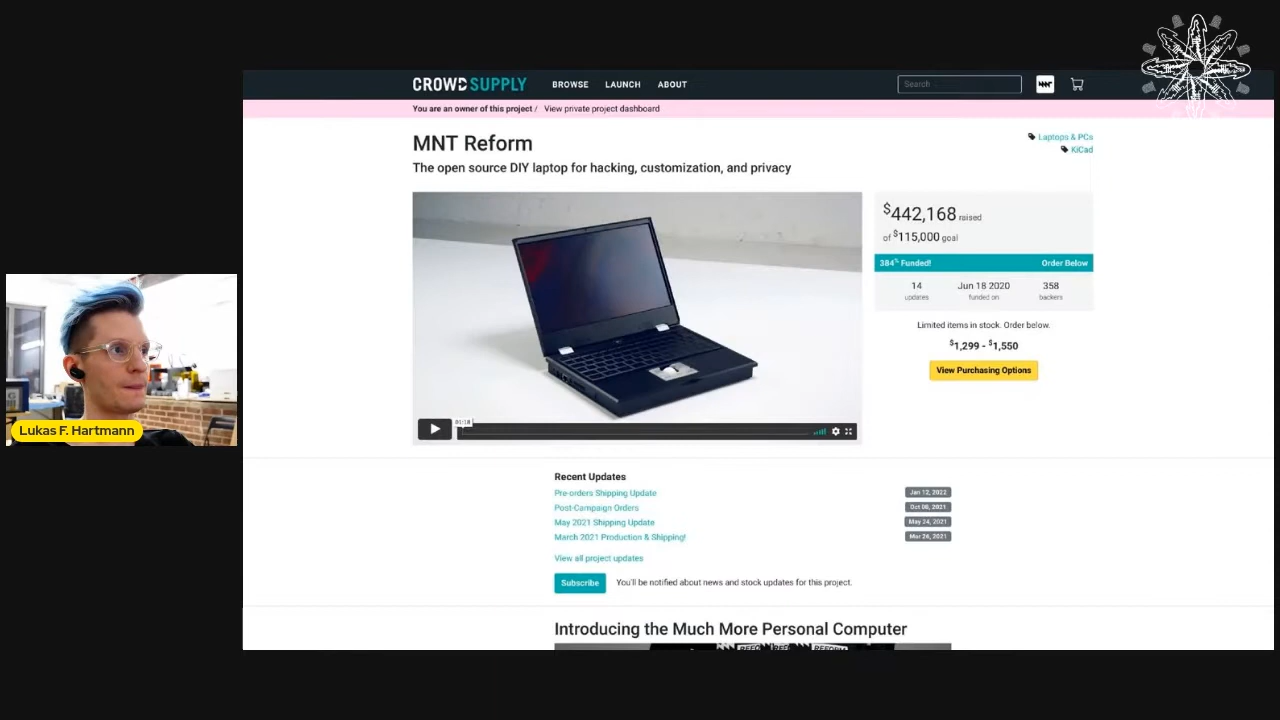 CROWD SUPPLY
BROWSE LAUNCH ABOUT
Search
You are an owner of this project / View private project dashboard
MNT Reform
The open source DIY laptop for hacking, customization, and privacy
Laptops & PCs
KiCad
$442,168 raised
of $115,000 goal
384% Funded! Order Below
14 Jun 18 2020 358
updates funded on backers
Limited items in stock. Order below.
$1,299 - $1,550
View Purchasing Options
01:18
Lukas F. Hartmann
Recent Updates
Pre-orders Shipping Update Jan 12, 2022
Post-Campaign Orders Oct 06, 2021
May 2021 Shipping Update May 24, 2021
March 2021 Production & Shipping! Mar 24, 2021
View all project updates
Subscribe You'll be notified about news and stock updates for this project.
Introducing the Much More Personal Computer
REFORM